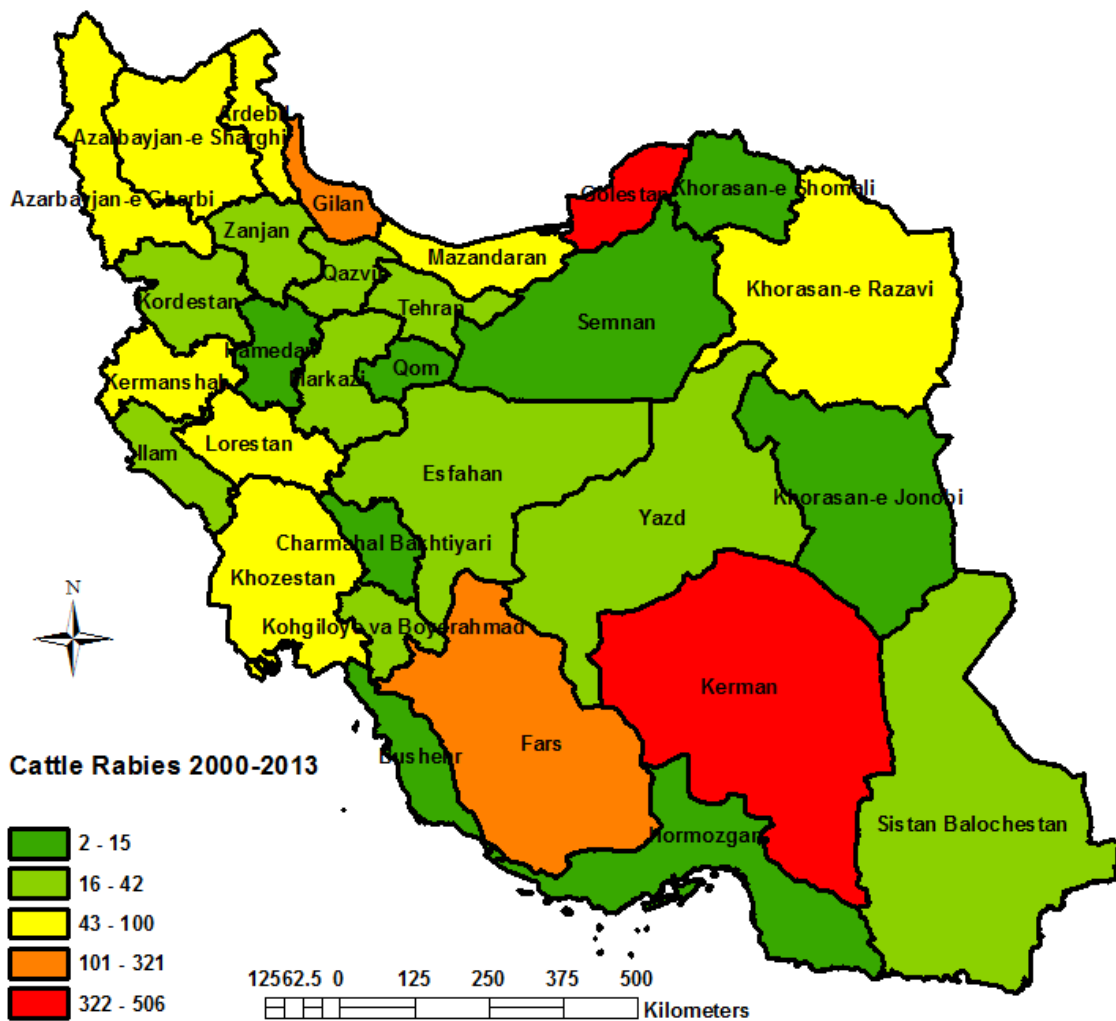 Ardebil
Azarbayjan-e Sharghi
Azarbayjan-e Gharbi
Gilan
Golestan
Khorasan-e Shomali
Zanjan
Mazandaran
Qazvin
Khorasan-e Razavi
Kordestan
Tehran
Semnan
Hamedan
Qom
Kermanshah
Markazi
Lorestan
Ilam
Esfahan
Khorasan-e Jonobi
Yazd
Charmahal Bakhtiyari
Khozestan
N
Kohgiloye va Boyerahmad
Kerman
Fars
Bushehr
Sistan Balochestan
Hormozgan
Cattle Rabies 2000-2013
2 - 15
16 - 42
43 - 100
101 - 321
322 - 506
12562.5 0 125 250 375 500
Kilometers